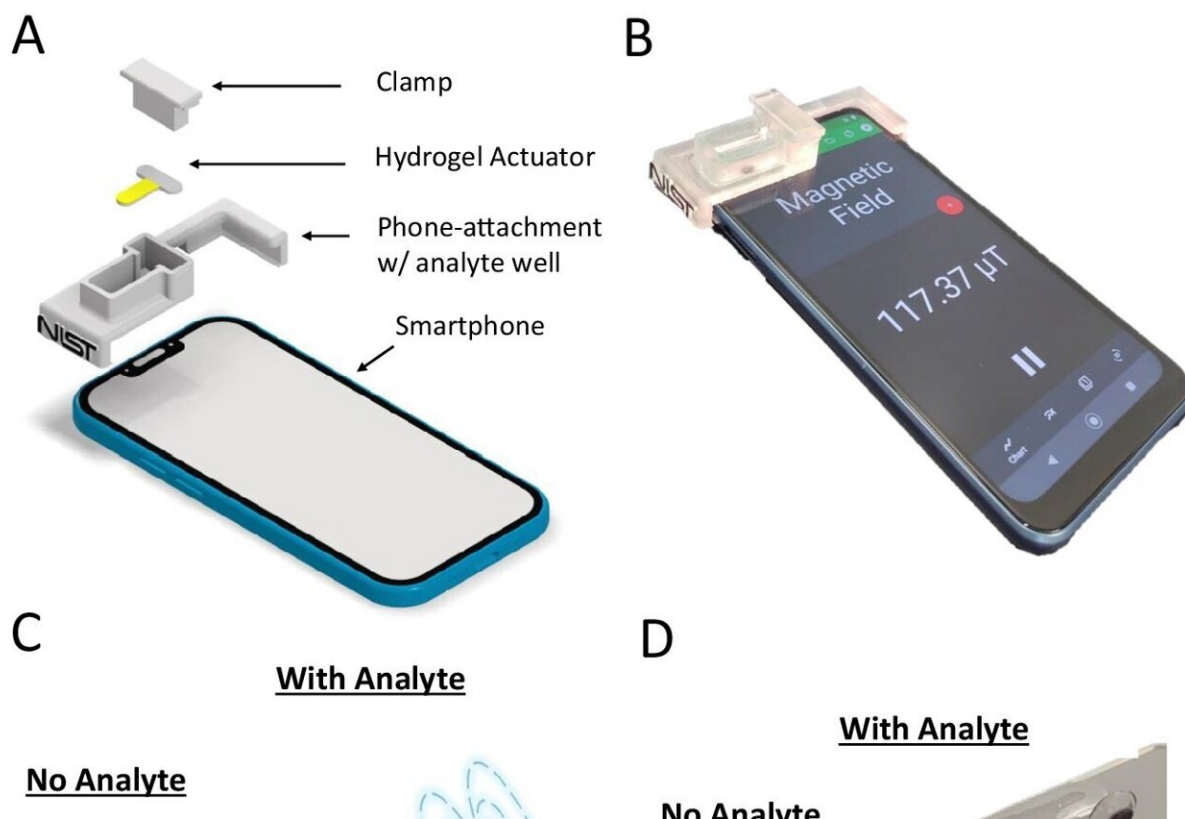 A
Clamp
Hydrogel Actuator
Phone-attachment
w/ analyte well
Smartphone
NIST
B
NIST
Magnetic
Field
117.37 µT
Chart
C
With Analyte
No Analyte
D
With Analyte
No Analyte